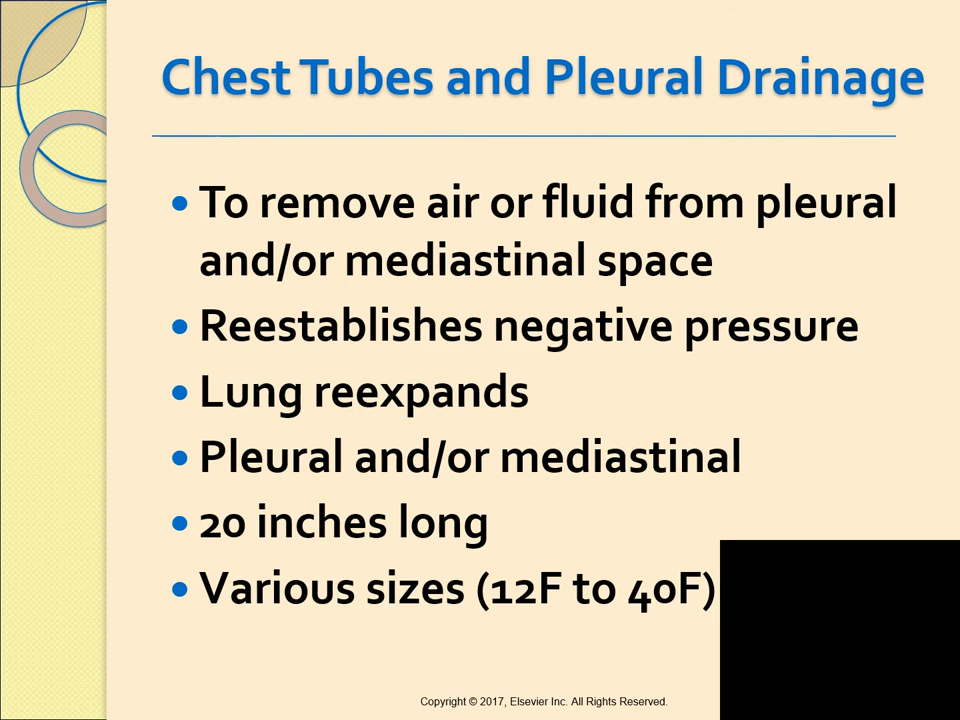 Chest Tubes and Pleural Drainage
• To remove air or fluid from pleural
and/or mediastinal space
• Reestablishes negative pressure
• Lung reexpands
• Pleural and/or mediastinal
• 20 inches long
• Various sizes (12F to 40F)
Copyright © 2017, Elsevier Inc. All Rights Reserved.